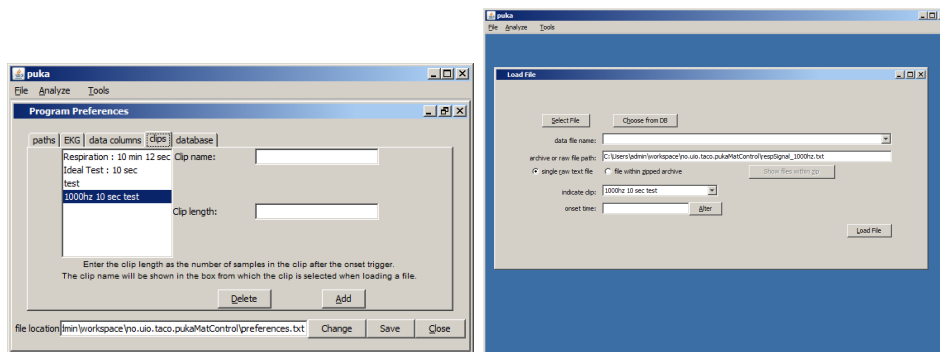 puka
File Analyze Tools
Program Preferences
paths EKG data columns clips database
Respiration : 10 min 12 sec Clip name:
Ideal Test : 10 sec
test
1000hz 10 sec test
Clip length:
Enter the clip length as the number of samples in the clip after the onset trigger.
The clip name will be shown in the box from which the clip is selected when loading a file.
Delete Add
file location lmin\workspace\no.uio.taco.pukaMatControl\preferences.txt Change Save Close
puka
File Analyze Tools
Load File
Select File Choose from DB
data file name:
archive or raw file path: C:\Users\admin\workspace\no.uio.taco.pukaMatControl\respSignal_1000hz.txt
single raw text file file within zipped archive Show files within zip
indicate clip: 1000hz 10 sec test
onset time: Alter
Load File